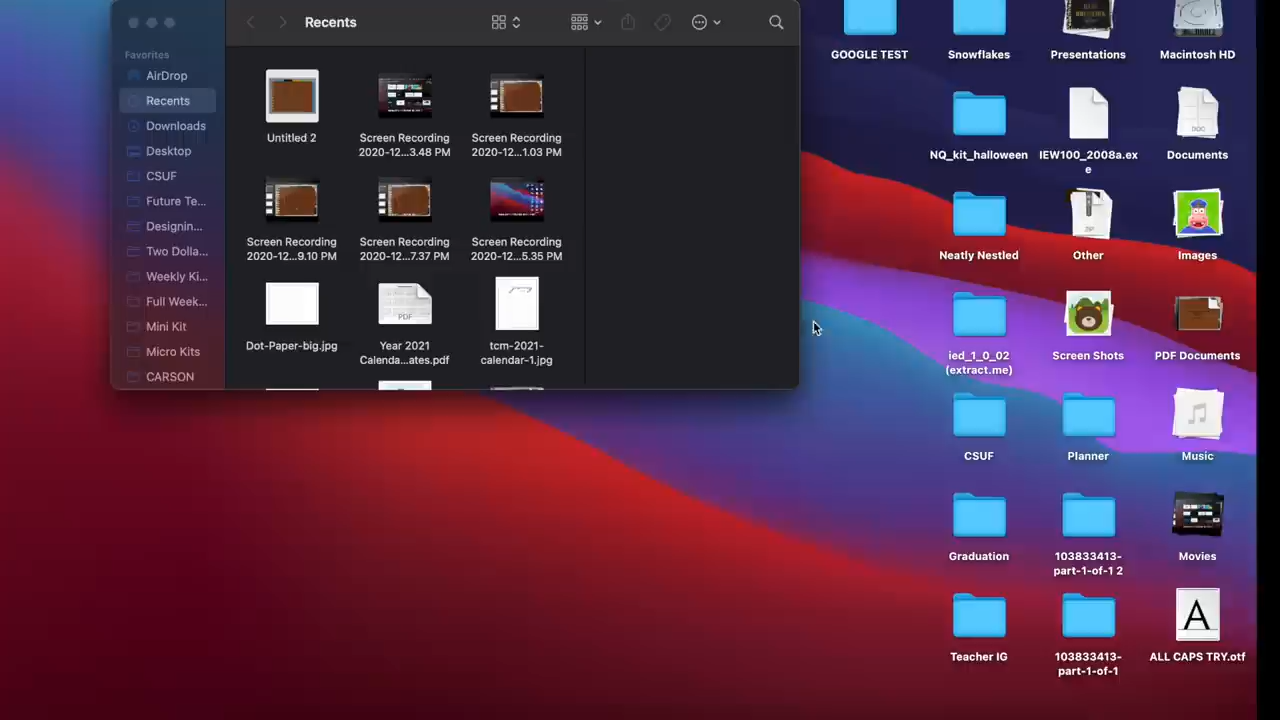 Recents
Favorites
AirDrop
Recents
Downloads
Desktop
CSUF
Future Te...
Designin...
Two Dolla...
Weekly Ki...
Full Week...
Mini Kit
Micro Kits
CARSON
Untitled 2
Screen Recording
2020-12...3.48 PM
Screen Recording
2020-12...1.03 PM
Screen Recording
2020-12...9.10 PM
Screen Recording
2020-12...7.37 PM
Screen Recording
2020-12...5.35 PM
Dot-Paper-big.jpg
PDF
Year 2021
Calenda...ates.pdf
tcm-2021-
calendar-1.jpg
GOOGLE TEST
Snowflakes
Presentations
Macintosh HD
NQ_kit_halloween
IEW100_2008a.ex
e
DOC
Documents
Neatly Nested
ZIP
Other
Images
ied_1_0_02
(extract.me)
Screen Shots
PDF Documents
CSUF
Planner
Music
Graduation
103833413-
part-1-of-1 2
Movies
Teacher IG
103833413-
part-1-of-1
A
ALL CAPS TRY.otf